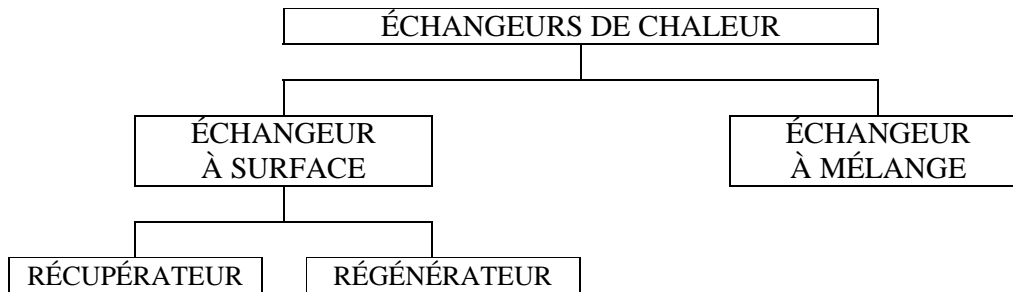 ÉCHANGEURS DE CHALEUR
ÉCHANGEUR
À SURFACE
ÉCHANGEUR
À MÉLANGE
RÉCUPÉRATEUR
RÉGÉNÉRATEUR